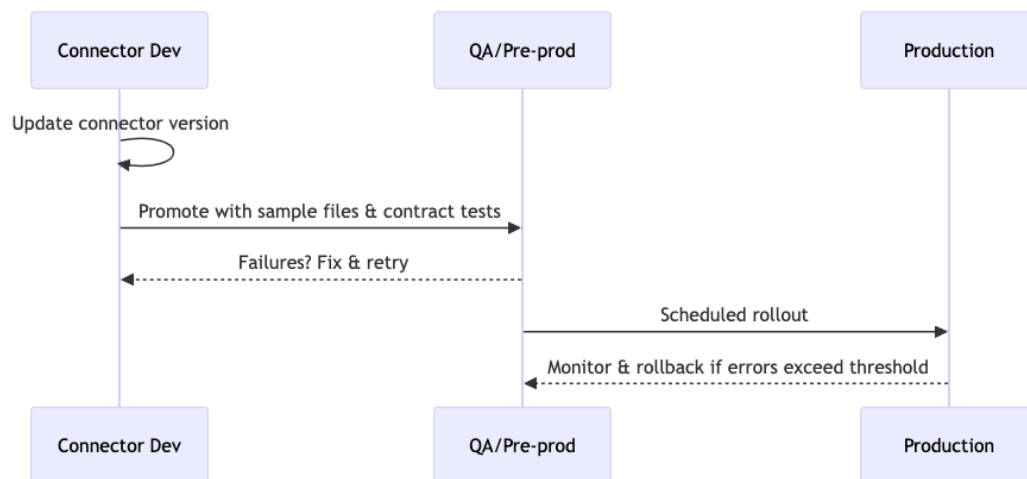 Connector Dev
QA/Pre-prod
Production
Update connector version
Promote with sample files & contract tests
Failures? Fix & retry
Scheduled rollout
Monitor & rollback if errors exceed threshold
Connector Dev
QA/Pre-prod
Production